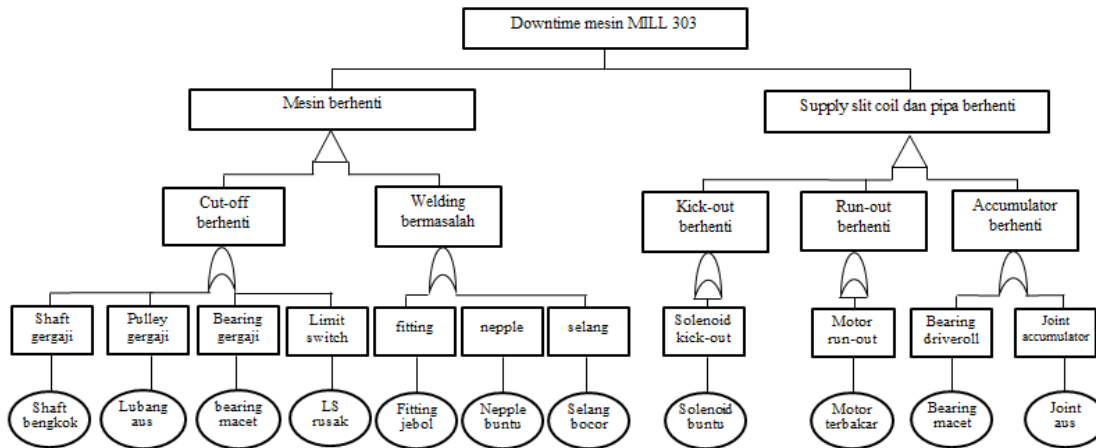 Downtime mesin MILL 303
Mesin berhenti
Supply slit coil dan pipa berhenti
Cut-off
berhenti
Welding
bermasalah
Kick-out
berhenti
Run-out
berhenti
Accumulator
berhenti
Shaft
gergaji
Pulley
gergaji
Bearing
gergaji
Limit
switch
fitting
nepple
selang
Solenoid
kick-out
Motor
run-out
Bearing
driveroll
Joint
accumulator
Shaft
bengkok
Lubang
aus
bearing
macet
LS
rusak
Fitting
jebol
Nepple
buntu
Selang
bocor
Solenoid
buntu
Motor
terbakar
Bearing
macet
Joint
aus